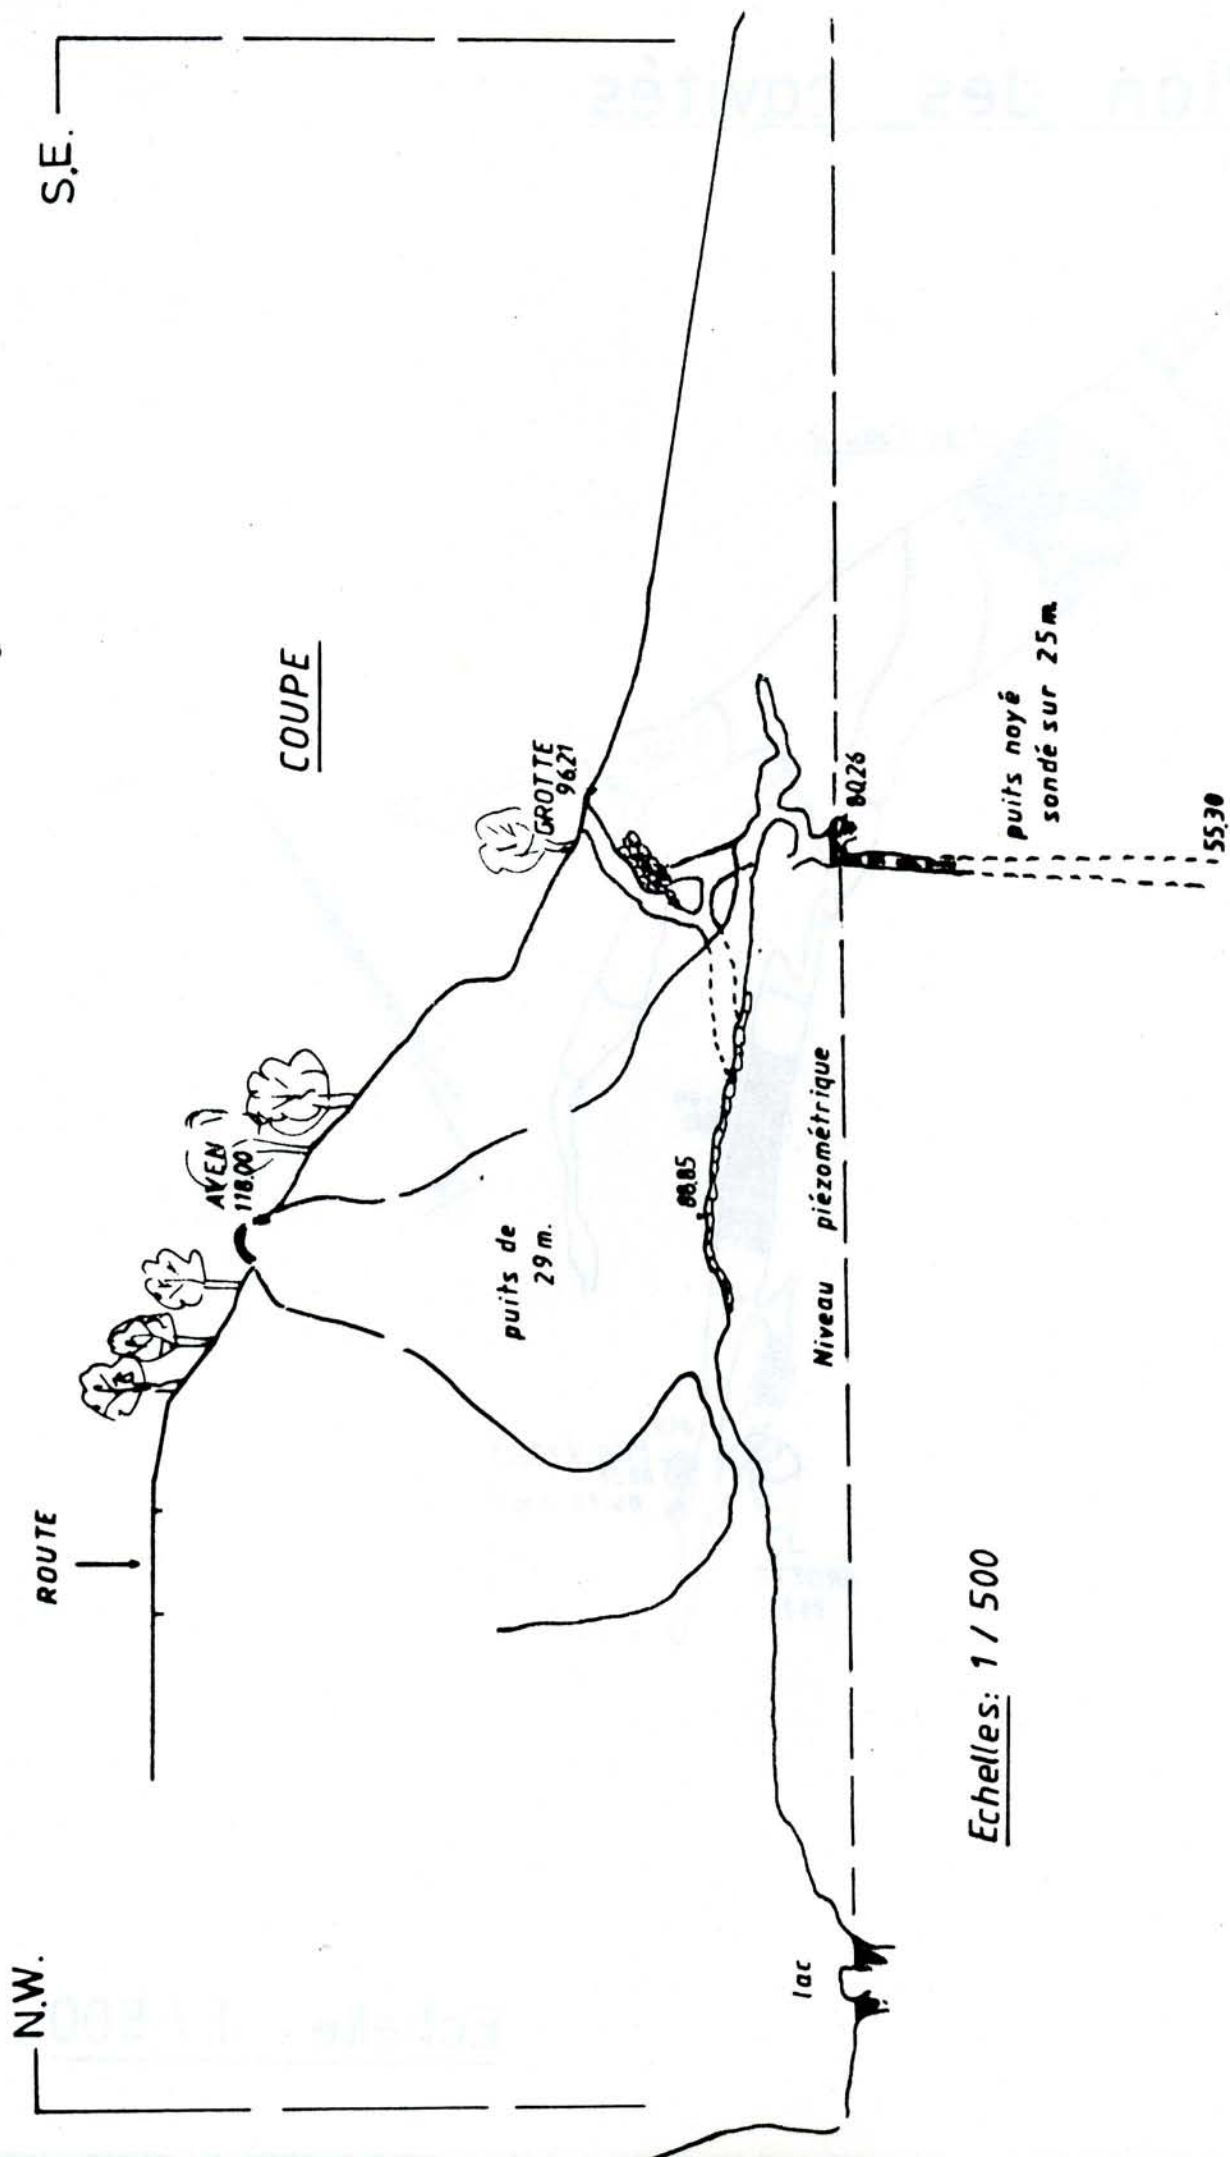 N.W.
S.E.
ROUTE
COUPE
AVEN
118.00
GROTTE
96.21
puits de
29 m.
88.85
lac
Niveau piézométrique
80.26
puits noyé
sondé sur 25 m.
55.30
Echelles: 1 / 500